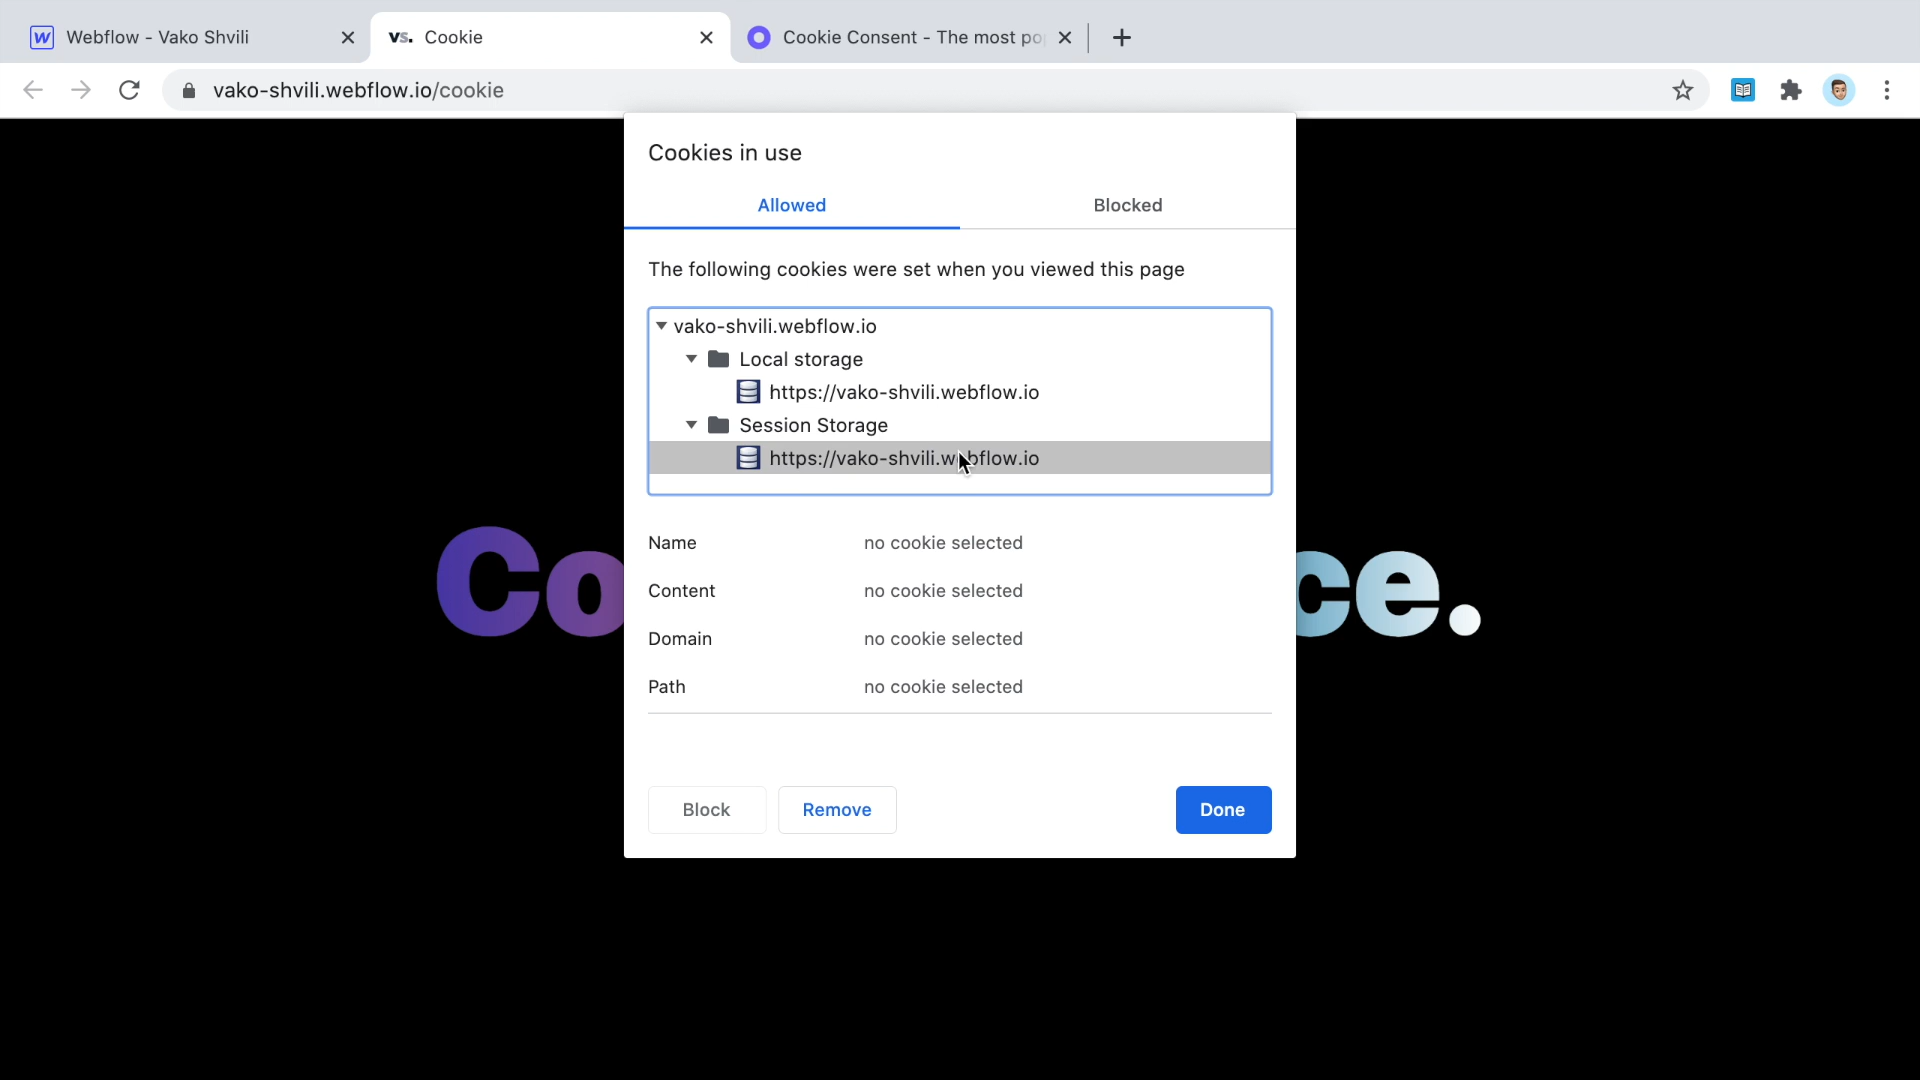 Webflow - Vako Shvili
vs. Cookie
Cookie Consent - The most po
vako-shvili.webflow.io/cookie
Cookies in use
Allowed
Blocked
The following cookies were set when you viewed this page
vako-shvili.webflow.io
Local storage
https://vako-shvili.webflow.io
Session Storage
https://vako-shvili.webflow.io
Co
ce.
Name no cookie selected
Content no cookie selected
Domain no cookie selected
Path no cookie selected
Block
Remove
Done